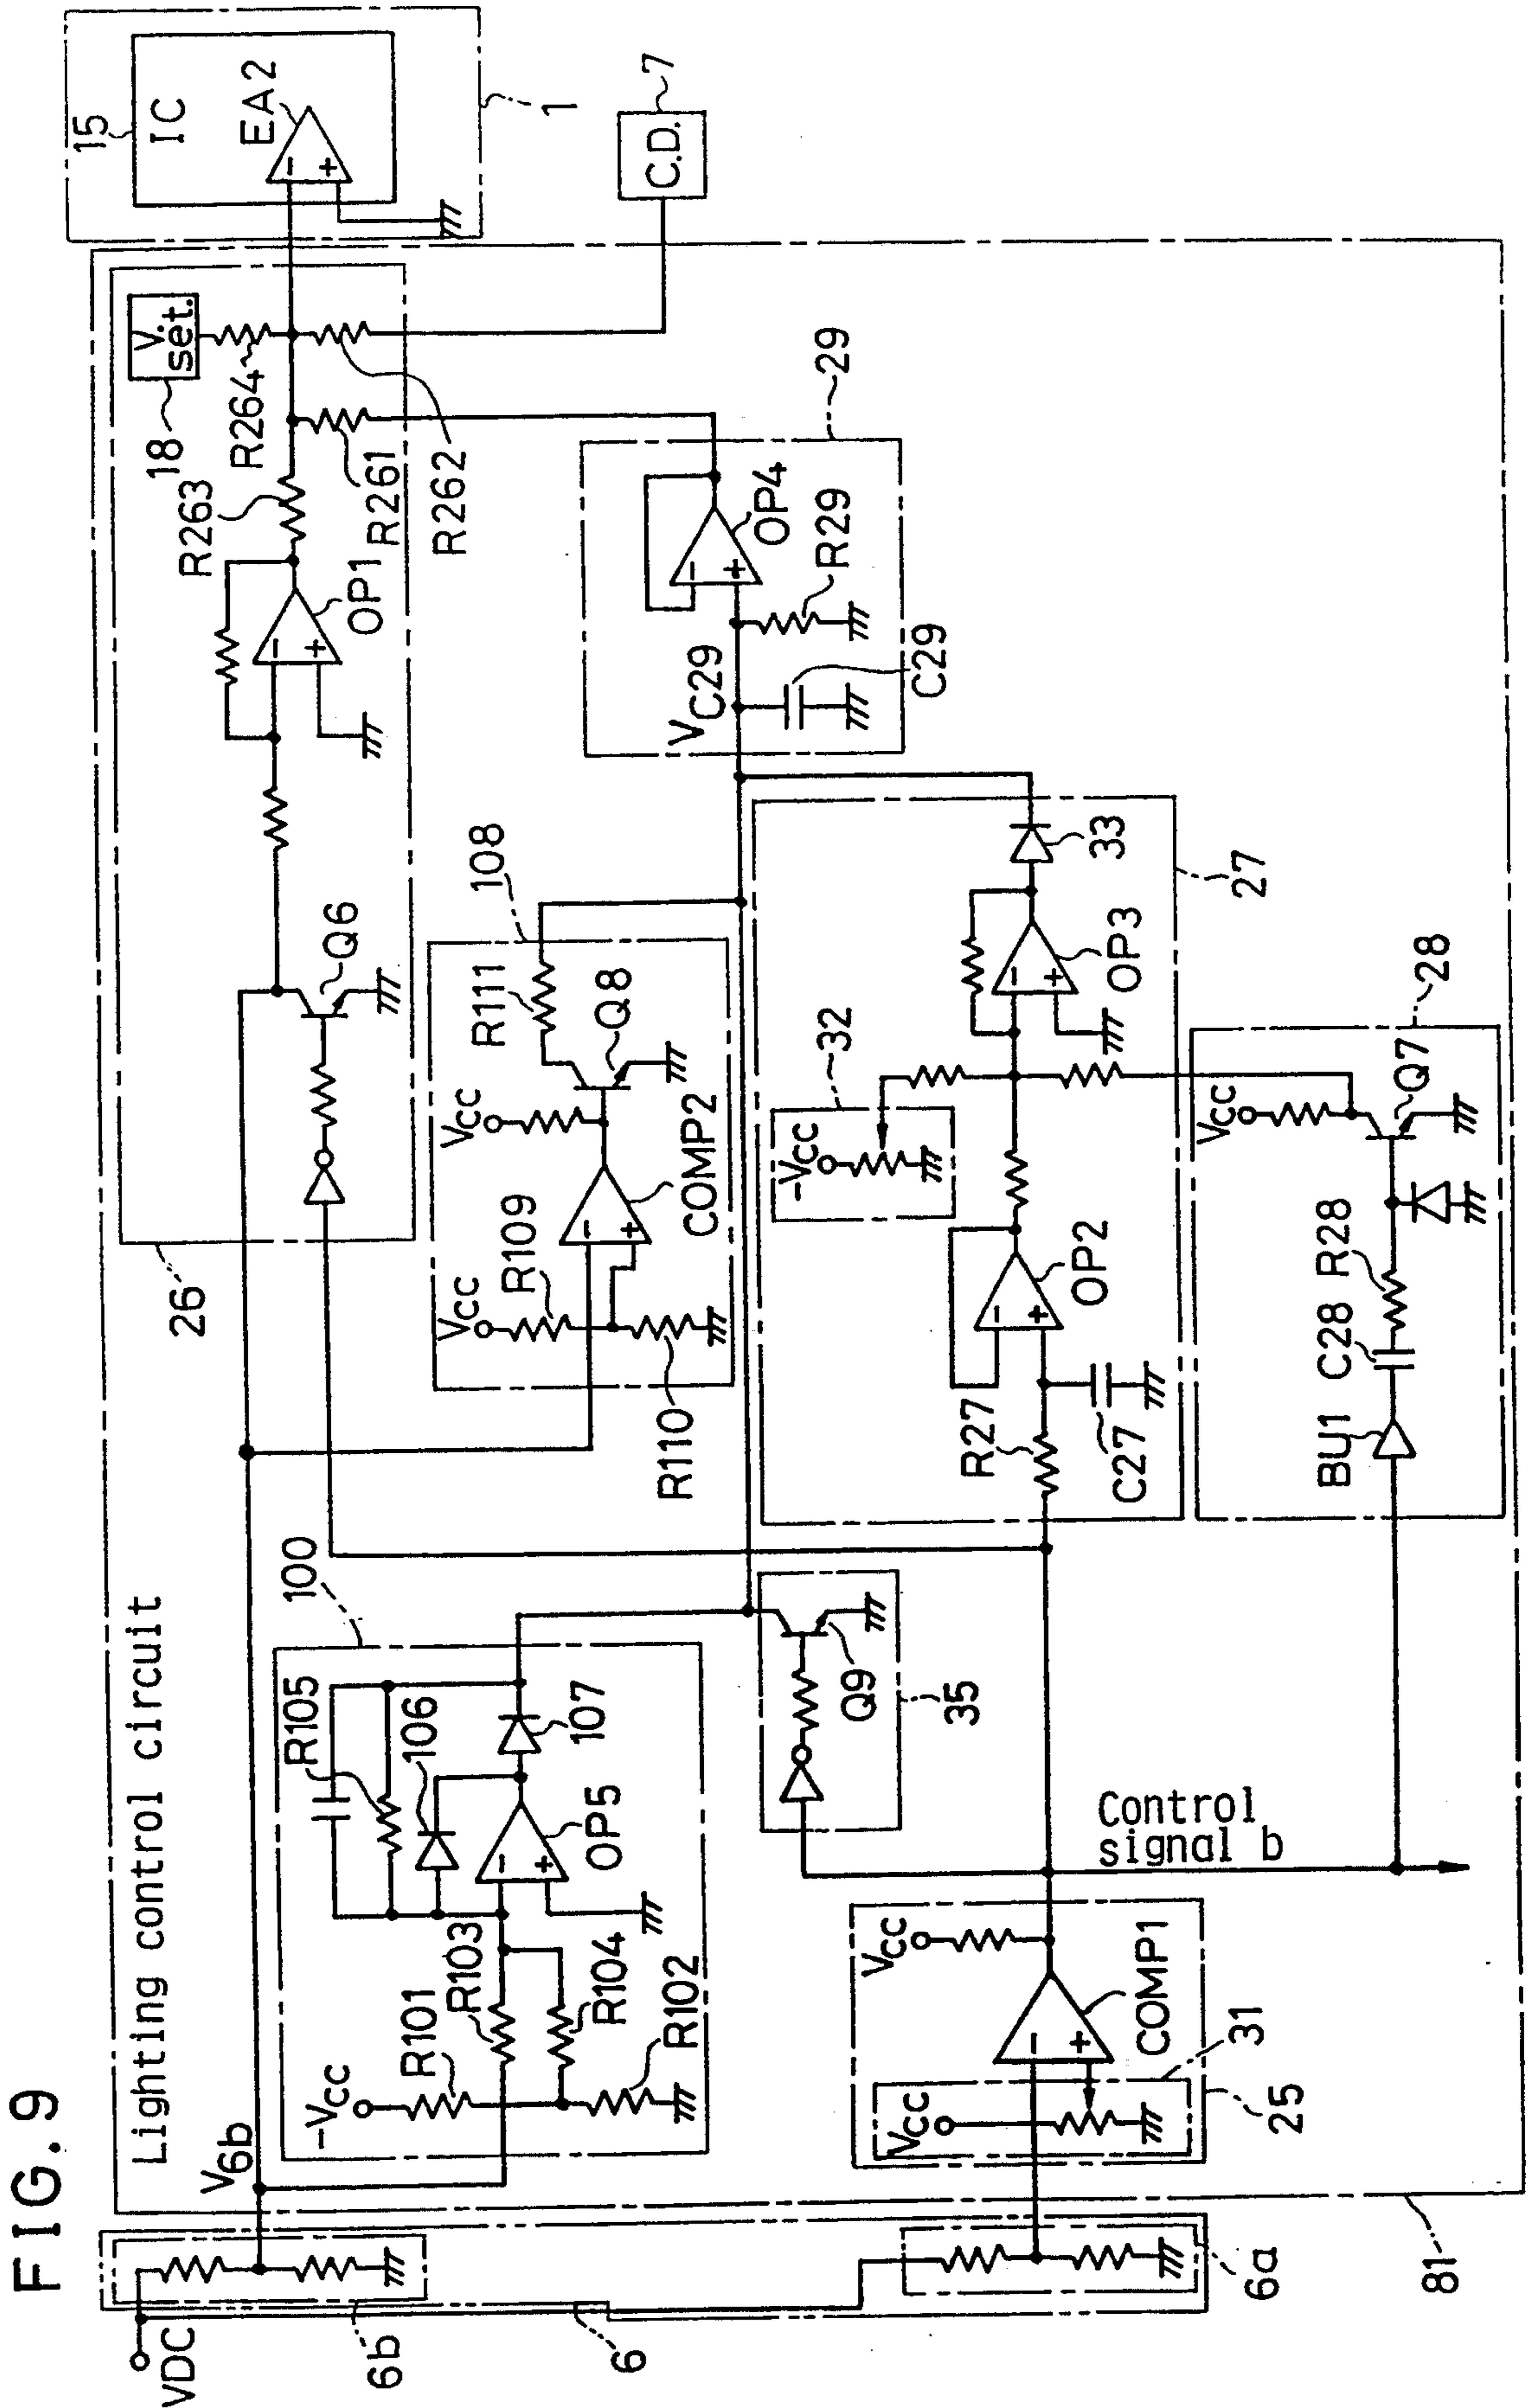 FIG.9
Lighting control circuit
VDC
6b
6
6a
81
V6b
26
Q6
OP1
R263
18
V. set.
R264
R261
R262
15
IC
EA2
1
C.D.
7
100
-VCC
R101
R102
R103
R104
R105
106
107
OP5
108
VCC
R109
R110
COMP2
VCC
Q8
R111
29
VC29
C29
R29
OP4
35
Q9
27
R27
C27
OP2
32
-VCC
OP3
33
25
VCC
31
COMP1
VCC
Control
signal b
28
BU1
C28
R28
VCC
Q7